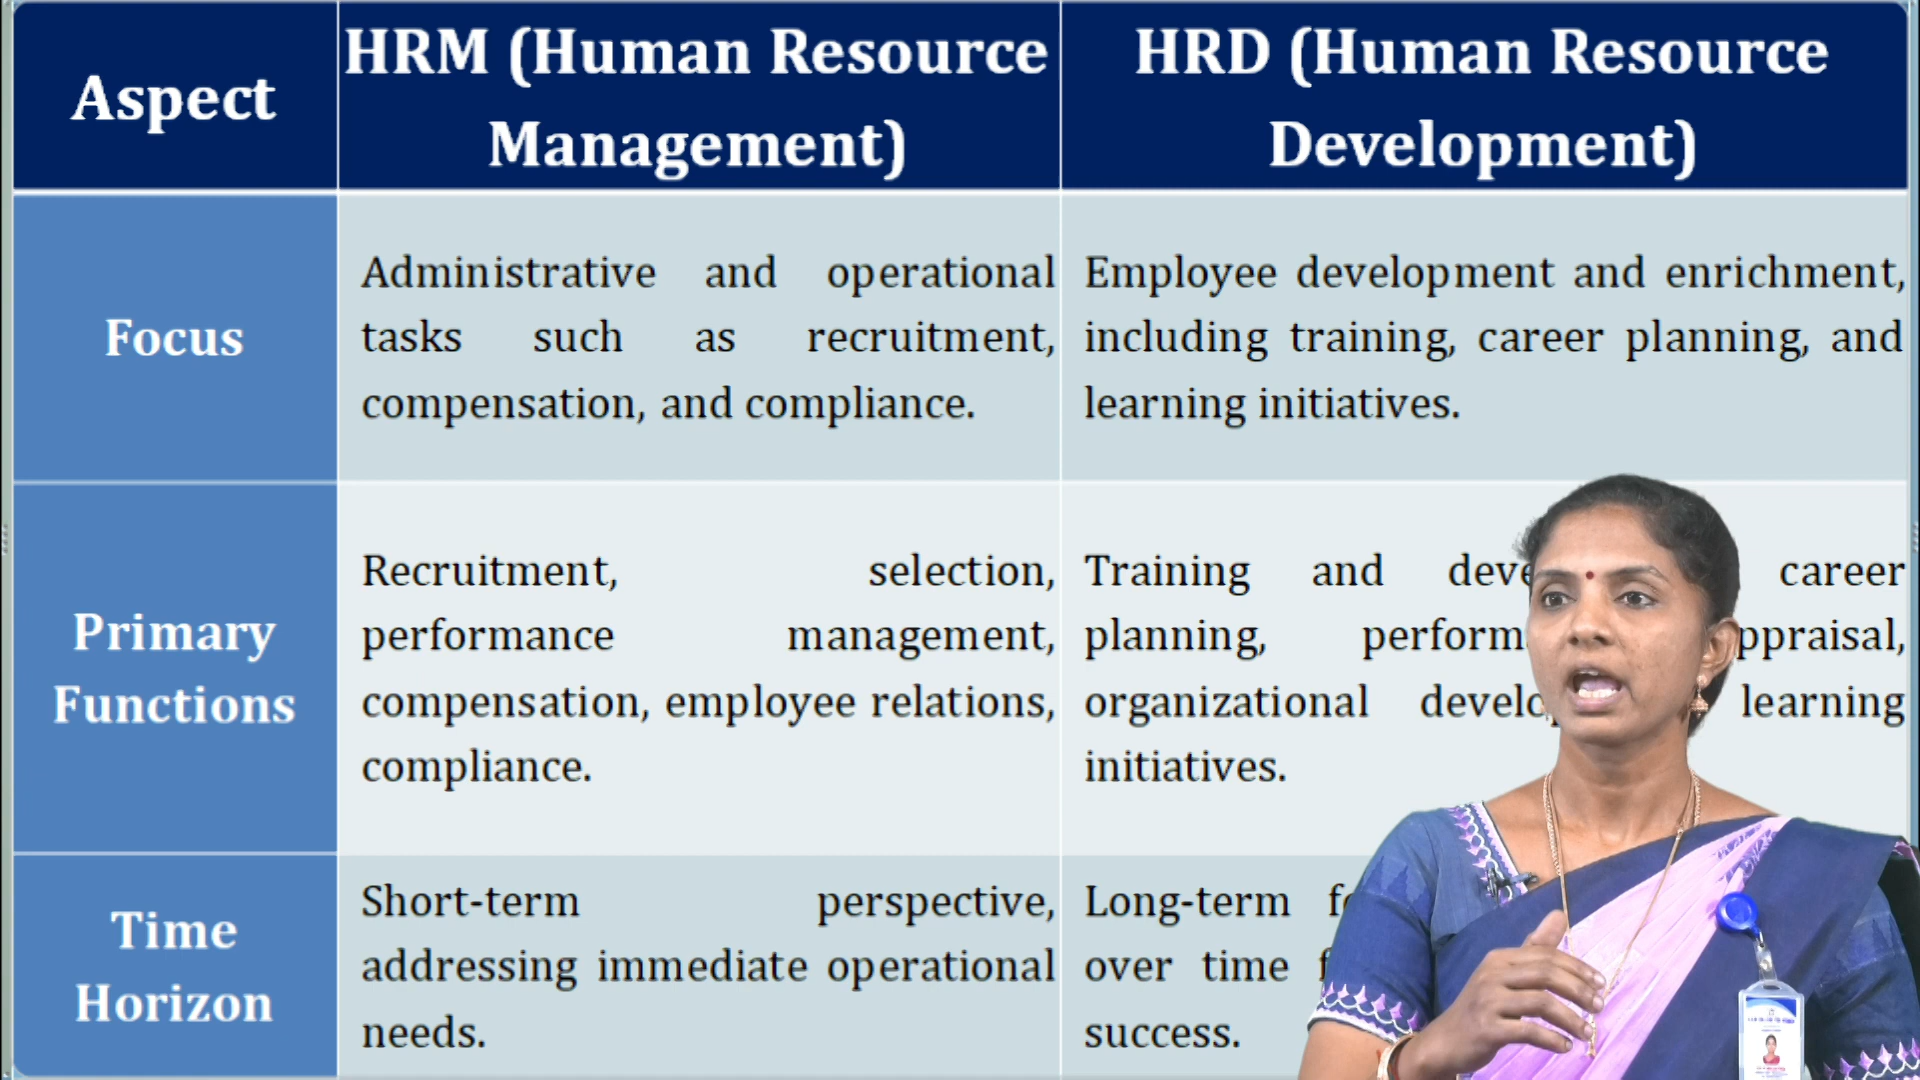 Aspect
HRM (Human Resource
Management)
HRD (Human Resource
Development)
Focus
Administrative and operational
tasks such as recruitment,
compensation, and compliance.
Employee development and enrichment,
including training, career planning, and
learning initiatives.
Primary
Functions
Recruitment, selection,
performance management,
compensation, employee relations,
compliance.
Training and career
planning, appraisal,
organizational learning
initiatives.
Time
Horizon
Short-term perspective,
addressing immediate operational
needs.
Long-term
over time
success.